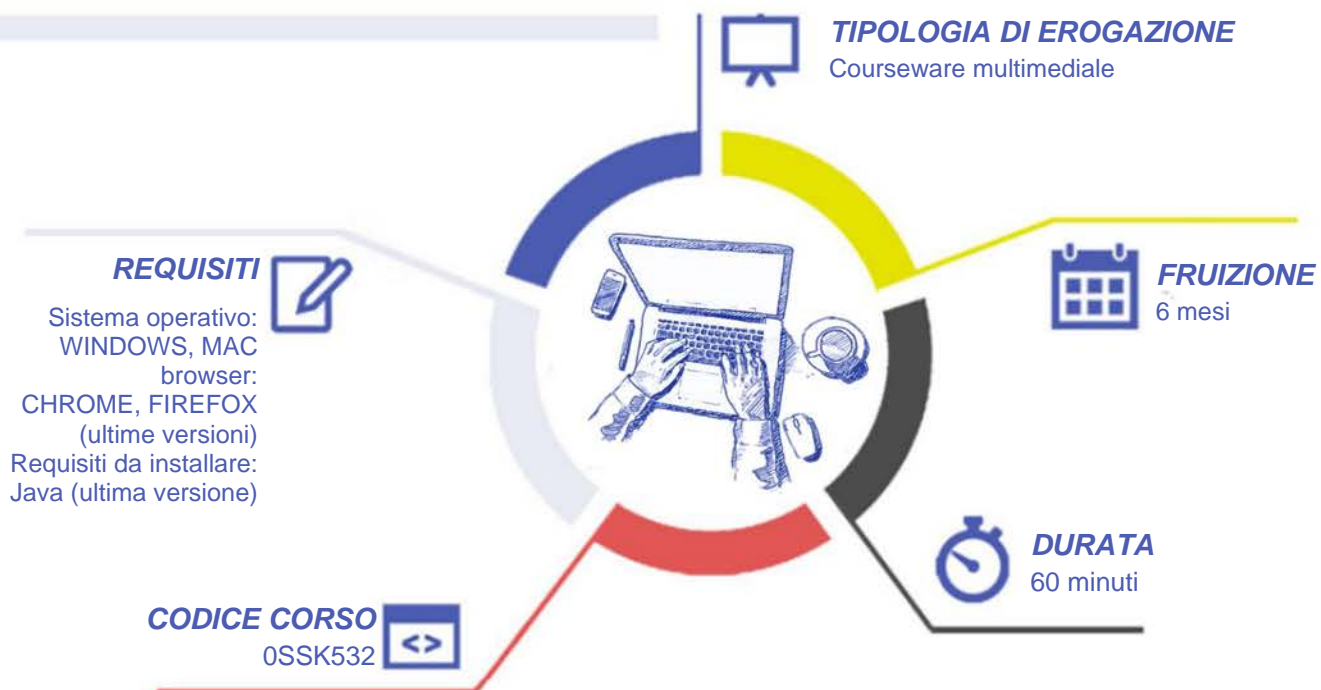 TIPOLOGIA DI EROGAZIONE
Courseware multimediale
REQUISITI
Sistema operativo:
WINDOWS, MAC
browser:
CHROME, FIREFOX
(ultime versioni)
Requisiti da installare:
Java (ultima versione)
FRUIZIONE
6 mesi
DURATA
60 minuti
CODICE CORSO
0SSK532